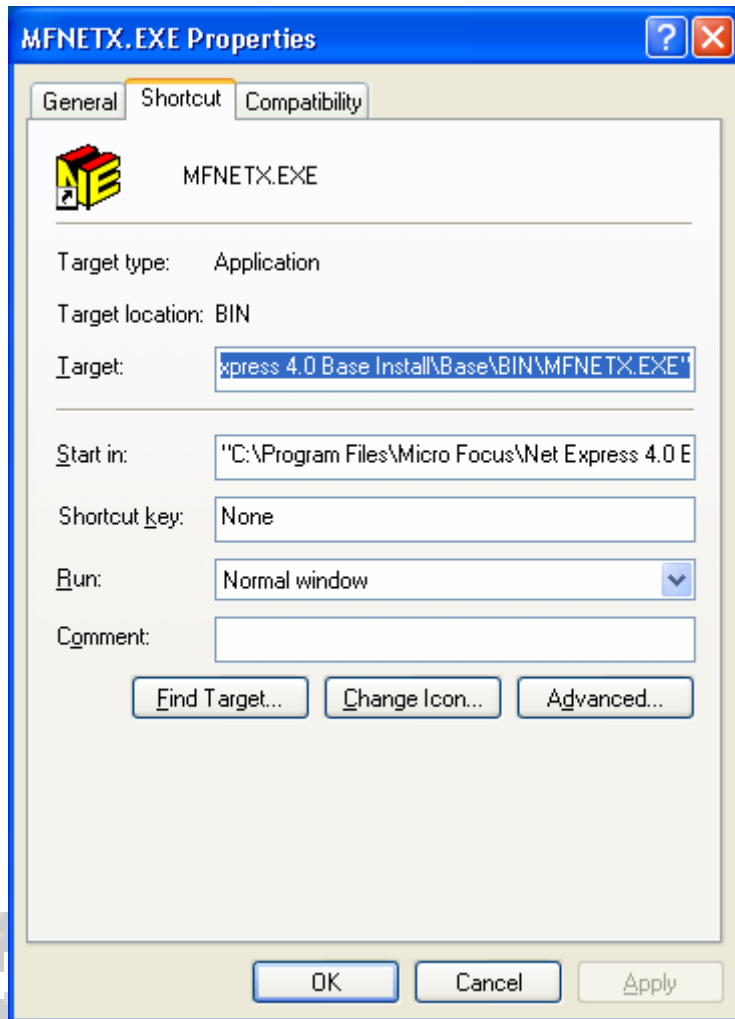 MFNETX.EXE Properties
General Shortcut Compatibility
MFNETX.EXE
Target type: Application
Target location: BIN
Target: xpress 4.0 Base Install\Base\BIN\MFNETX.EXE"
Start in: "C:\Program Files\Micro Focus\Net Express 4.0 B
Shortcut key: None
Run: Normal window
Comment:
Find Target... Change Icon... Advanced...
OK Cancel Apply